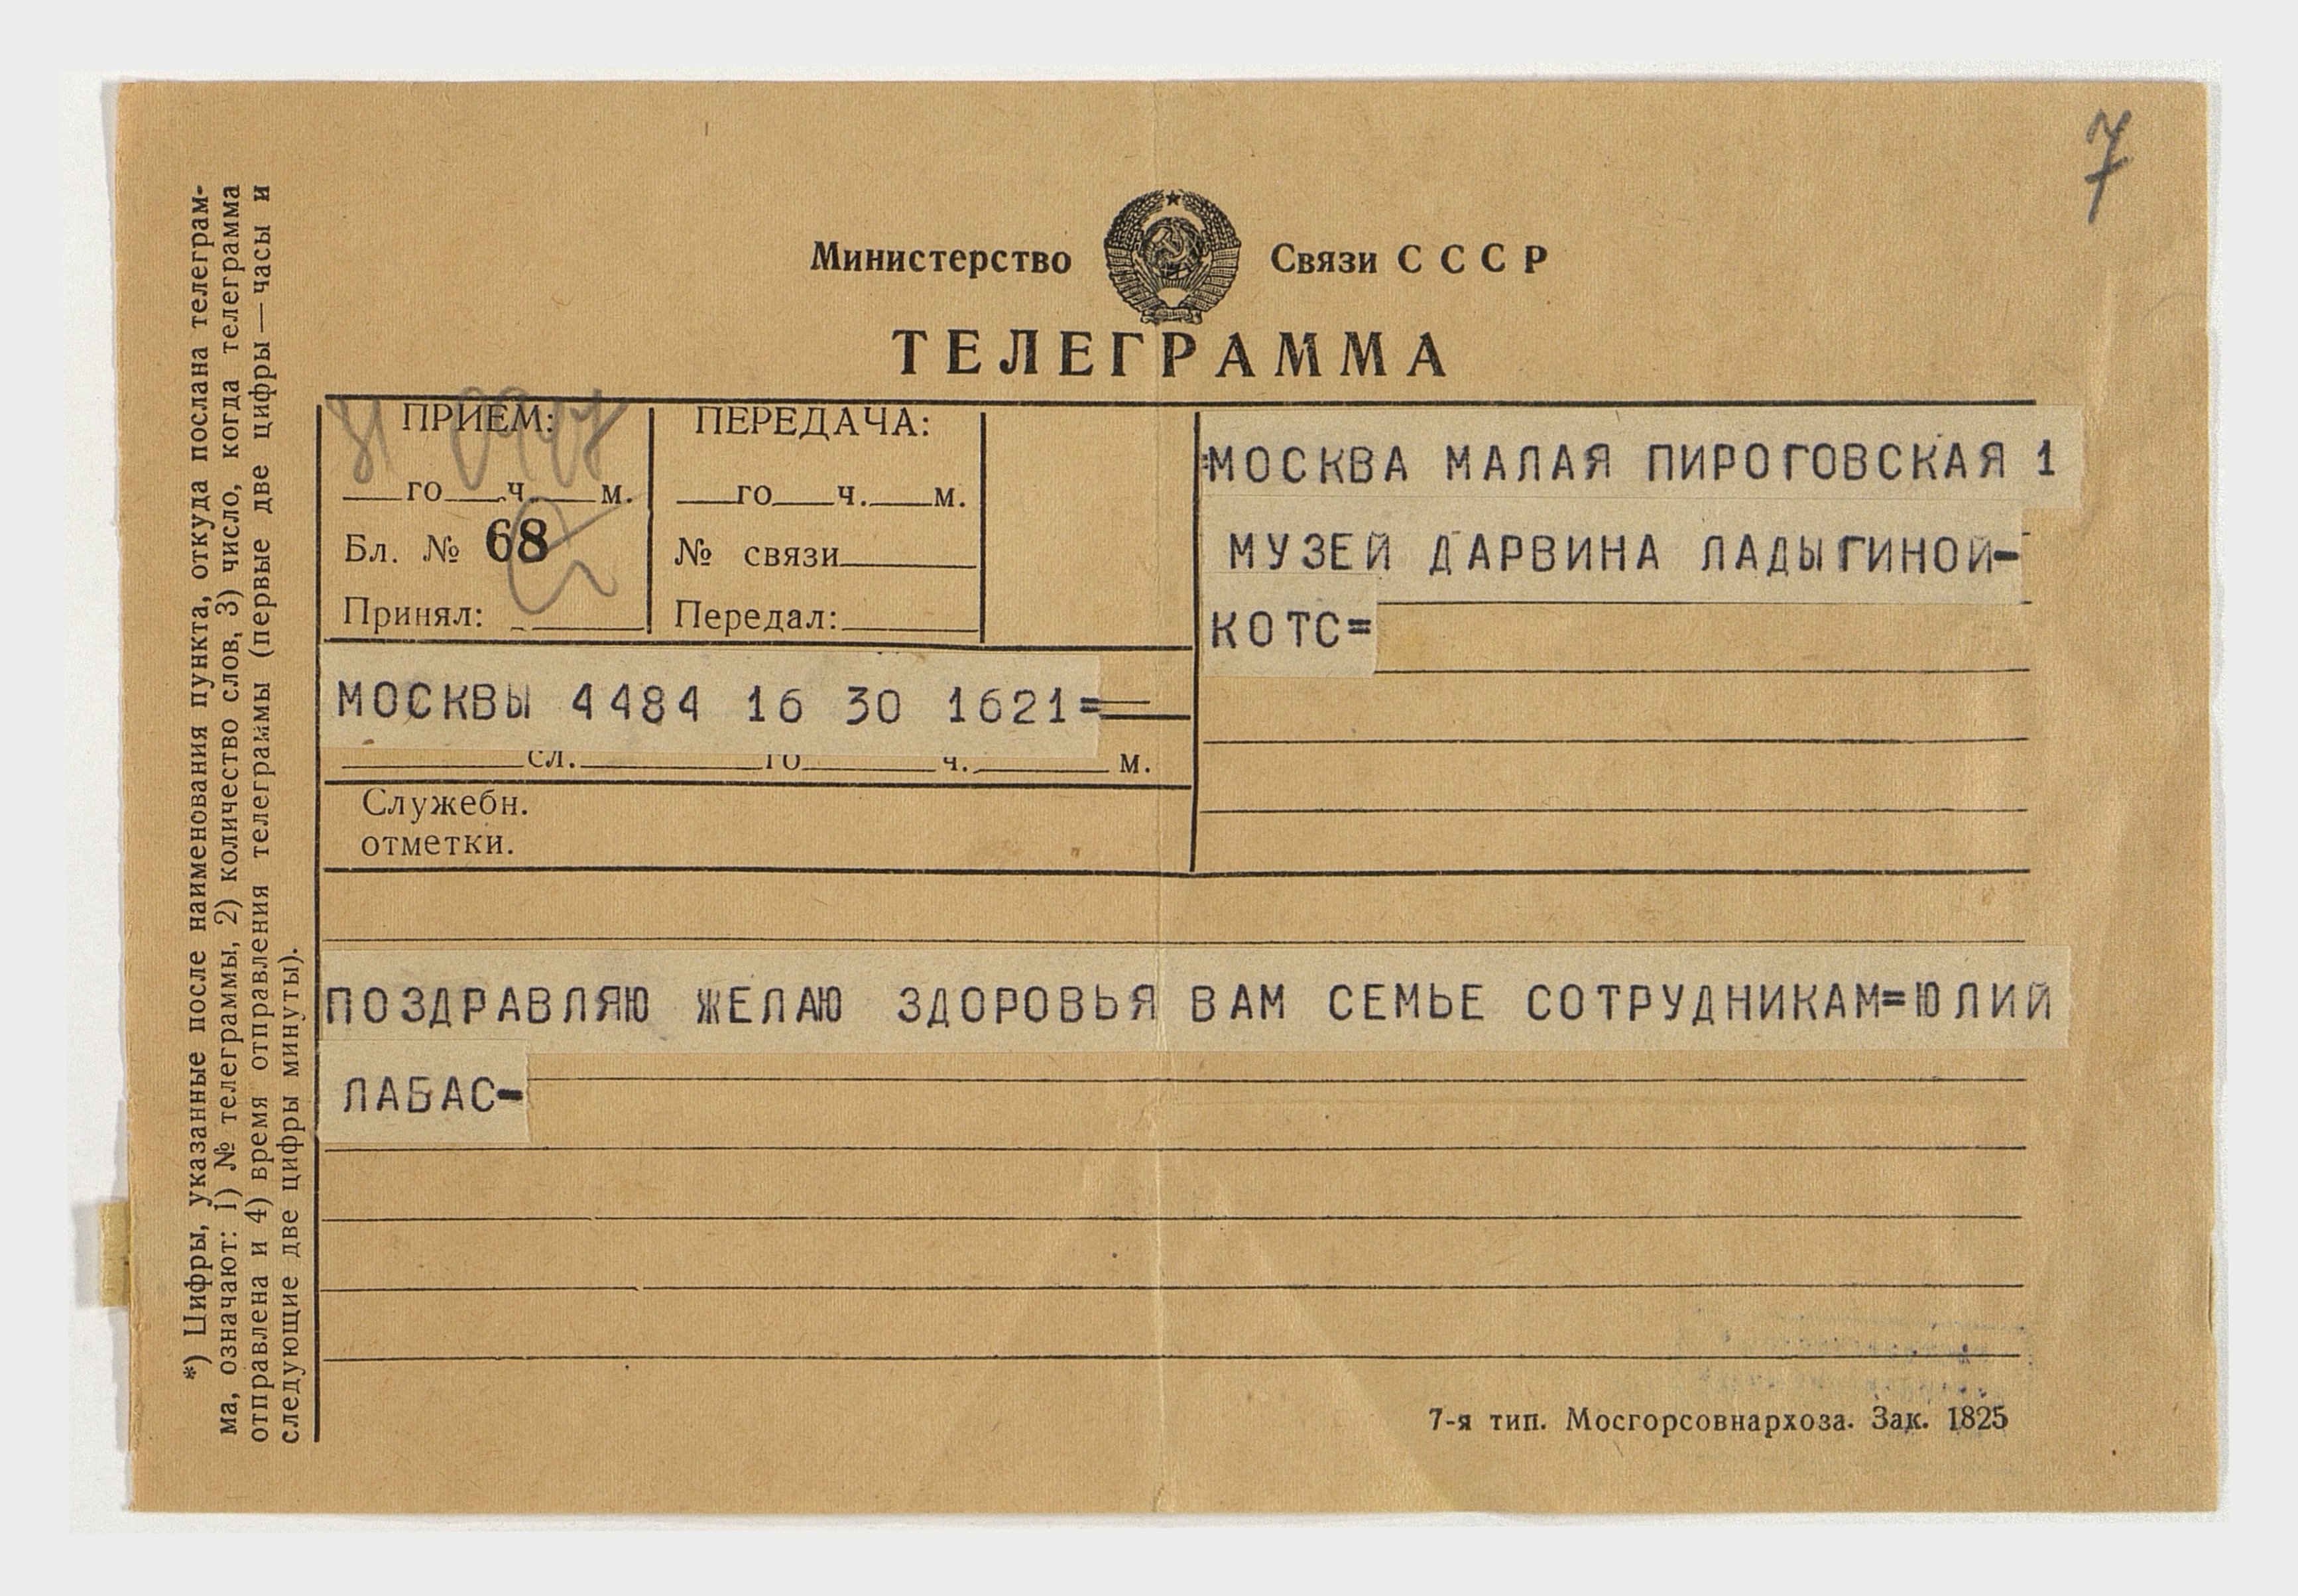 7
Министерство Связи СССР
ТЕЛЕГРАММА
ПРИЕМ:
го ч. м.
Бл. № 68
Принял:
ПЕРЕДАЧА:
го ч. м.
№ связи
Передал:
МОСКВА МАЛАЯ ПИРОГОВСКАЯ 1
МУЗЕЙ ДАРВИНА ЛАДЫГИНОЙ-
КОТС=
МОСКВЫ 4484 16 30 1621=
сл. го ч. м.
Служебн.
отметки.
ПОЗДРАВЛЯЮ ЖЕЛАЮ ЗДОРОВЬЯ ВАМ СЕМЬЕ СОТРУДНИКАМ=ЮЛИЙ
ЛАБАС-
7-я тип. Мосгорсовнархоза. Зак. 1825
*) Цифры, указанные после наименования пункта, откуда послана телеграм-
ма, означают: 1) № телеграммы, 2) количество слов, 3) число, когда телеграмма
отправлена и 4) время отправления телеграммы (первые две цифры — часы и
следующие две цифры минуты).